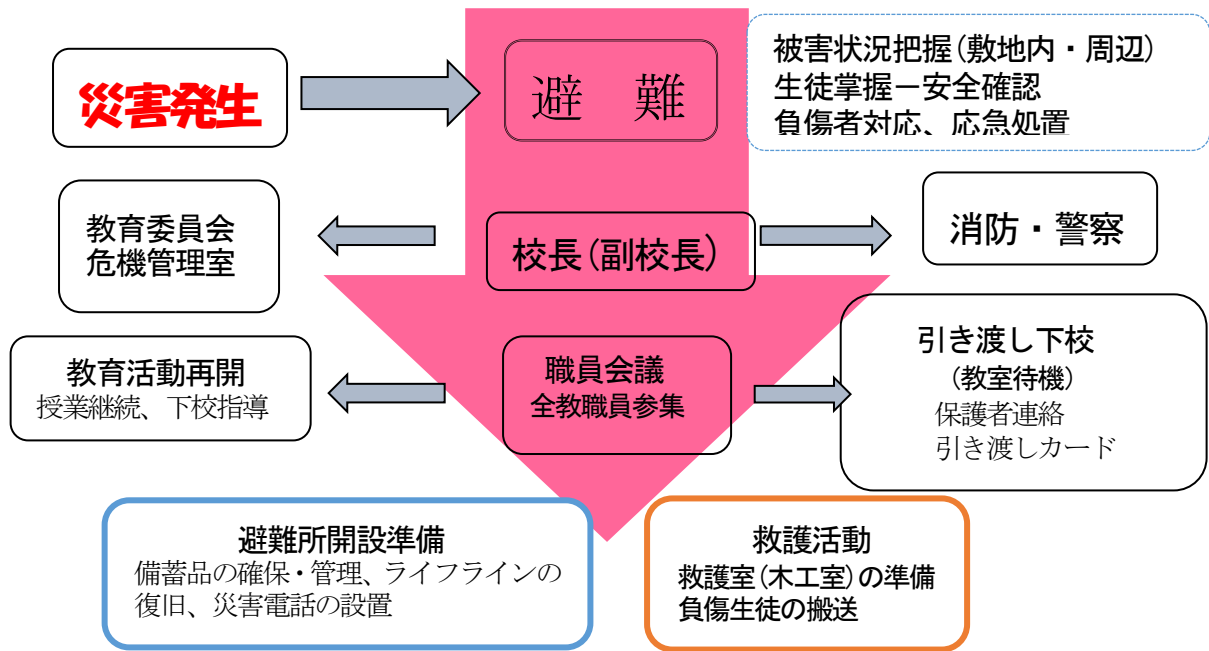 災害発生
避　難
被害状況把握（敷地内・周辺）
生徒掌握－安全確認
負傷者対応、応急処置
教育委員会
危機管理室
校長（副校長）
消防・警察
教育活動再開
授業継続、下校指導
職員会議
全教職員参集
引き渡し下校
（教室待機）
保護者連絡
引き渡しカード
避難所開設準備
備蓄品の確保・管理、ライフラインの
復旧、災害電話の設置
救護活動
救護室（木工室）の準備
負傷生徒の搬送